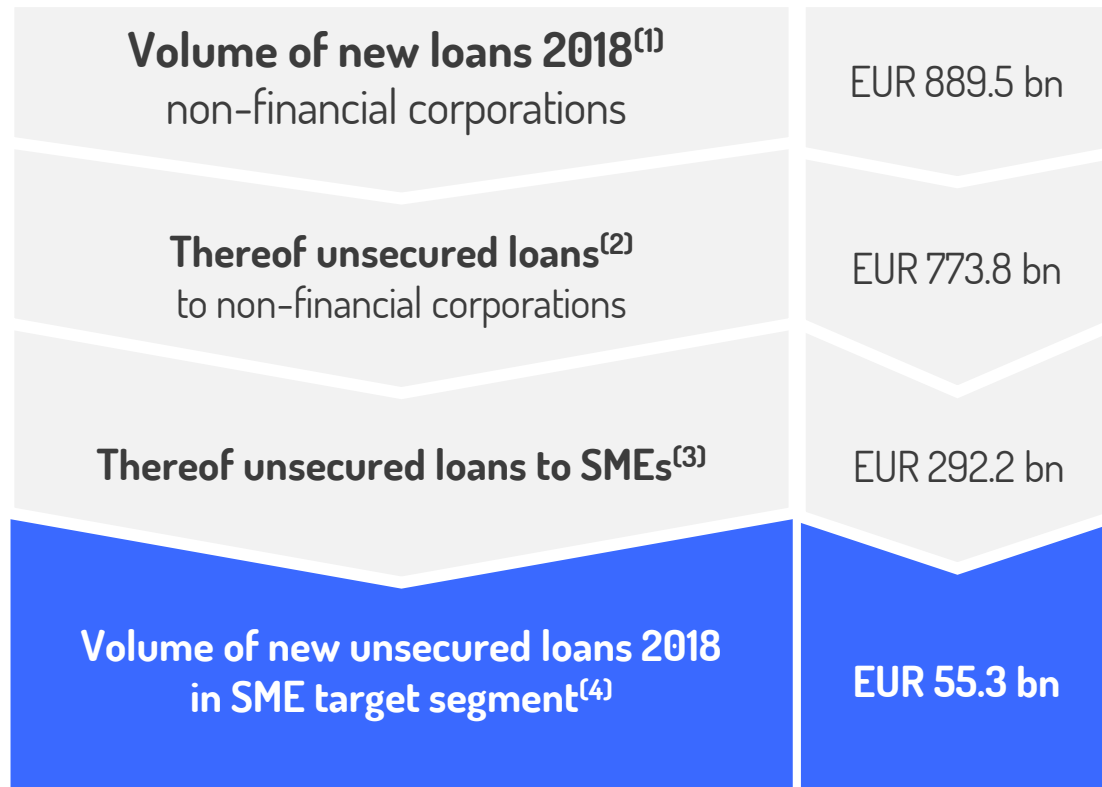 Volume of new loans 2018(1)
non-financial corporations
EUR 889.5 bn
Thereof unsecured loans(2)
to non-financial corporations
EUR 773.8 bn
Thereof unsecured loans to SMEs(3)
EUR 292.2 bn
Volume of new unsecured loans 2018
in SME target segment(4)
EUR 55.3 bn